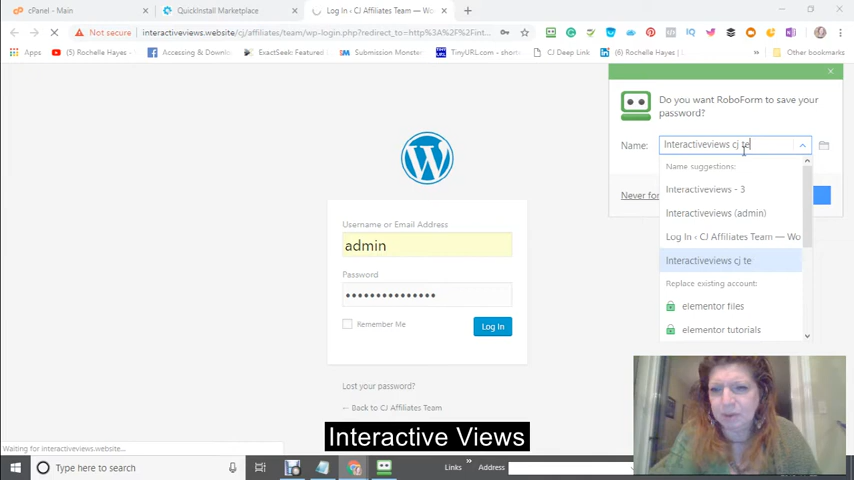 cPanel - Main
QuickInstall Marketplace
Log In ‹ CJ Affiliates Team — Wo
Not secure
interactiveviews.website/cj/affiliates/team/wp-login.php?redirect_to=http%3A%2F%2Fint...
Apps
(1) Rochelle Hayes
Accessing & Downl
ExactSeek: Featured
Submission Monster
TinyURL.com - short
CJ Deep Link
(1) Rochelle Hayes
Other bookmarks
Do you want RoboForm to save your
password?
Name:
Interactiveviews cj te
Name suggestions:
Never for
Interactiveviews - 3
Interactiveviews (admin)
Log In ‹ CJ Affiliates Team — Wo
Interactiveviews cj te
Replace existing account:
elementor files
elementor tutorials
Username or Email Address
admin
Password
Remember Me
Log In
Lost your password?
← Back to CJ Affiliates Team
Interactive Views
Waiting for interactiveviews.website...
Type here to search
Links
Address